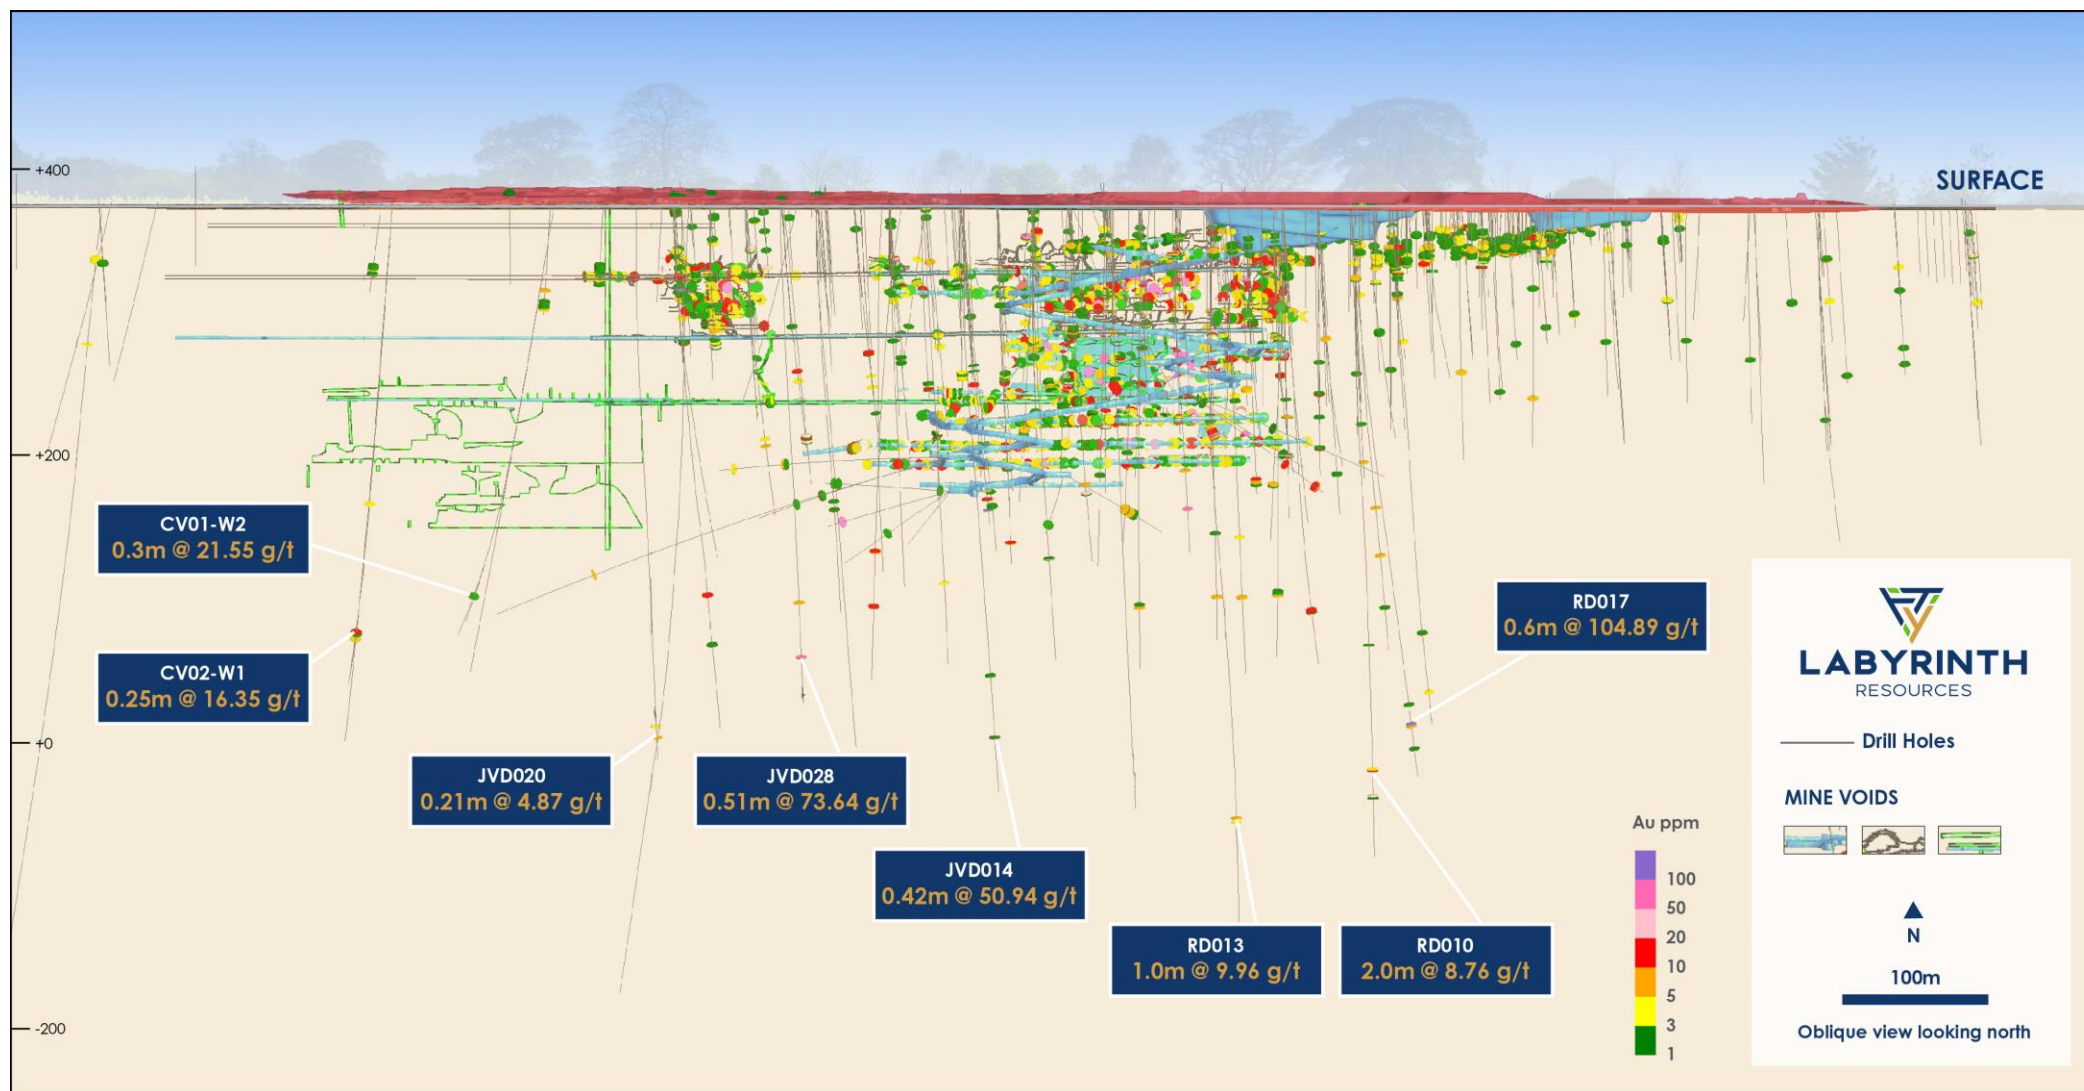 +400
SURFACE
+200
CV01-W2
0.3m @ 21.55 g/t
CV02-W1
0.25m @ 16.35 g/t
RD017
0.6m @ 104.89 g/t
+0
JVD020
0.21m @ 4.87 g/t
JVD028
0.51m @ 73.64 g/t
JVD014
0.42m @ 50.94 g/t
RD013
1.0m @ 9.96 g/t
RD010
2.0m @ 8.76 g/t
-200
Au ppm
100
50
20
10
5
3
1
LABYRINTH
RESOURCES
Drill Holes
MINE VOIDS
N
100m
Oblique view looking north